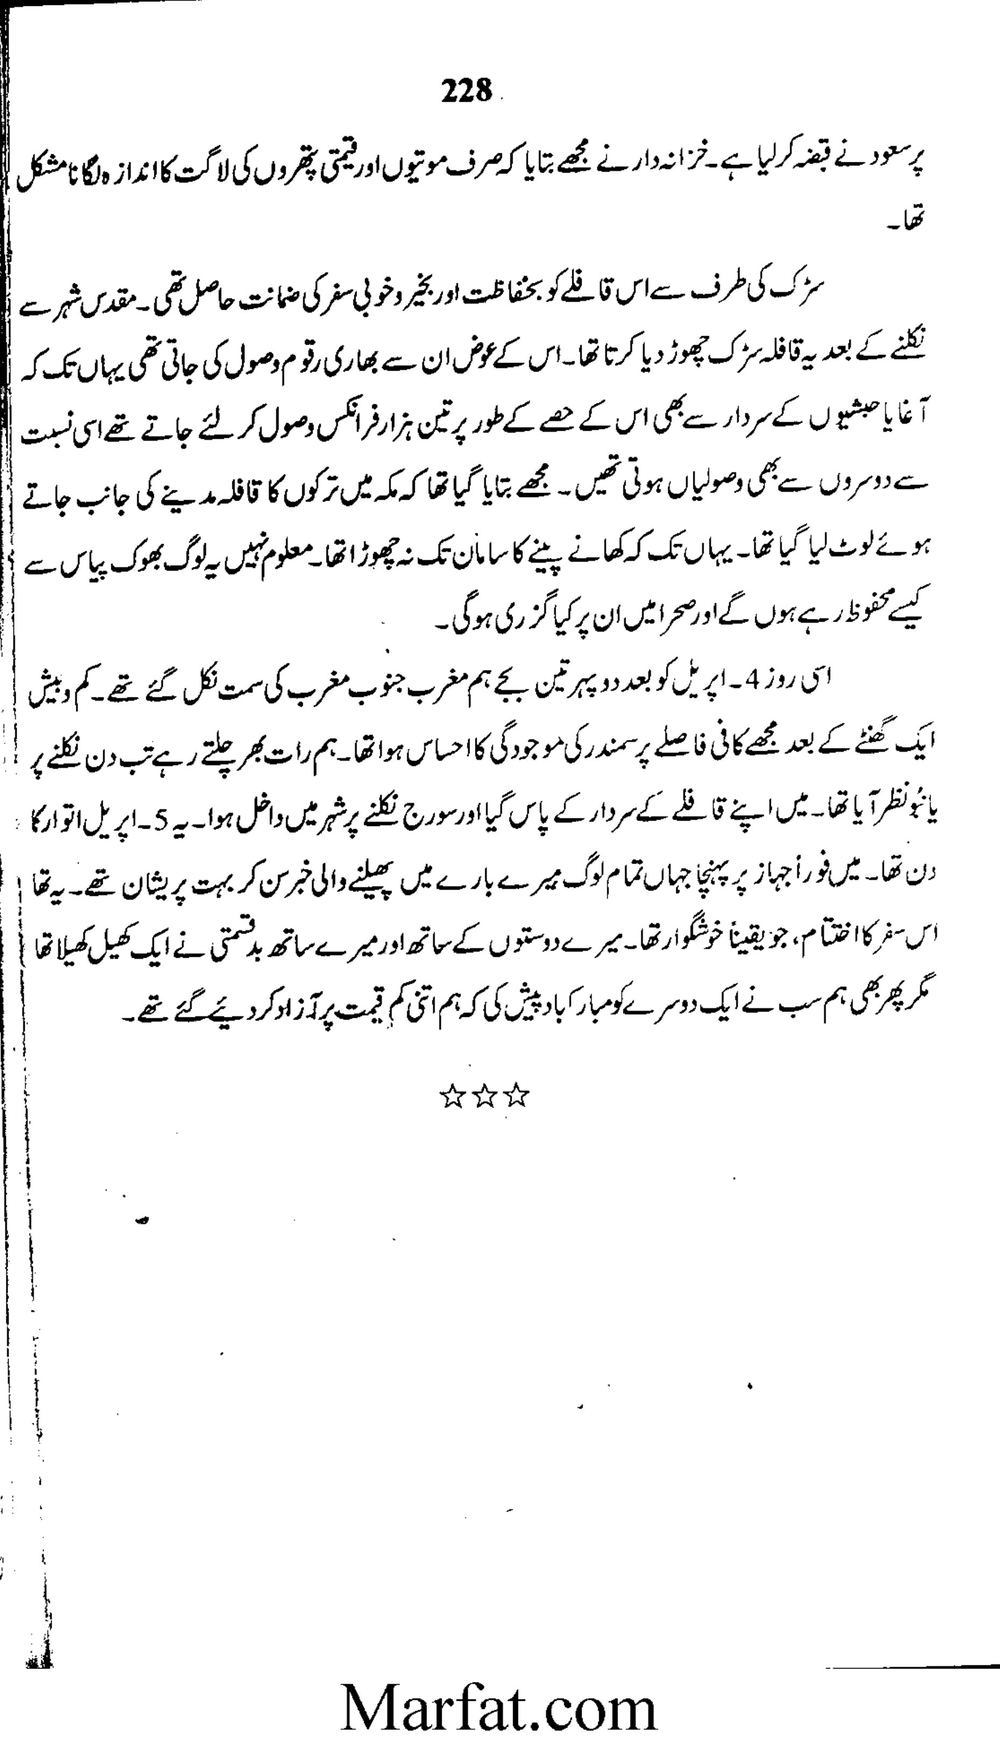 228
پر سعود نے قبضہ کر لیا ہے۔ خزانہ دار نے مجھے بتایا کہ صرف موتیوں اور قیمتی پتھروں کی لاگت کا اندازہ لگانا مشکل
تھا۔
سڑک کی طرف سے اس قافلے کو بحفاظت اور بخیر و خوبی سفر کی ضمانت حاصل تھی۔ مقدس شہر سے
نکلنے کے بعد یہ قافلہ سڑک چھوڑ دیا کرتا تھا۔ اس کے عوض ان سے بھاری رقوم وصول کی جاتی تھی یہاں تک کہ
آغا یا حبشیوں کے سردار سے بھی اس کے حصے کے طور پر تین ہزار فرانکس وصول کر لئے جاتے تھے اسی نسبت
سے دوسروں سے بھی وصولیاں ہوتی تھیں۔ مجھے بتایا گیا تھا کہ مکہ میں ترکوں کا قافلہ مدینے کی جانب جاتے
ہوئے لوٹ لیا گیا تھا۔ یہاں تک کہ کھانے پینے کا سامان تک نہ چھوڑا تھا۔ معلوم نہیں یہ لوگ بھوک پیاس سے
کیسے محفوظ رہے ہوں گے اور صحرا میں ان پر کیا گزری ہوگی۔
اسی روز 4۔ اپریل کو بعد دوپہر تین بجے ہم مغرب جنوب مغرب کی سمت نکل گئے تھے۔ کم و بیش
ایک گھنٹے کے بعد مجھے کافی فاصلے پر سمندر کی موجودگی کا احساس ہوا تھا۔ ہم رات بھر چلتے رہے تب دن نکلنے پر
یانبُو نظر آیا تھا۔ میں اپنے قافلے کے سردار کے پاس گیا اور سورج نکلنے پر شہر میں داخل ہوا۔ یہ 5۔ اپریل اتوار کا
دن تھا۔ میں فوراً جہاز پر پہنچا جہاں تمام لوگ میرے بارے میں پھیلنے والی خبر سن کر بہت پریشان تھے۔ یہ تھا
اس سفر کا اختتام، جو یقیناً خوشگوار تھا۔ میرے دوستوں کے ساتھ اور میرے ساتھ بدقسمتی نے ایک کھیل کھیلا تھا
مگر پھر بھی ہم سب نے ایک دوسرے کو مبارکباد پیش کی کہ ہم اتنی کم قیمت پر آزاد کر دیئے گئے تھے۔
☆☆☆
Marfat.com